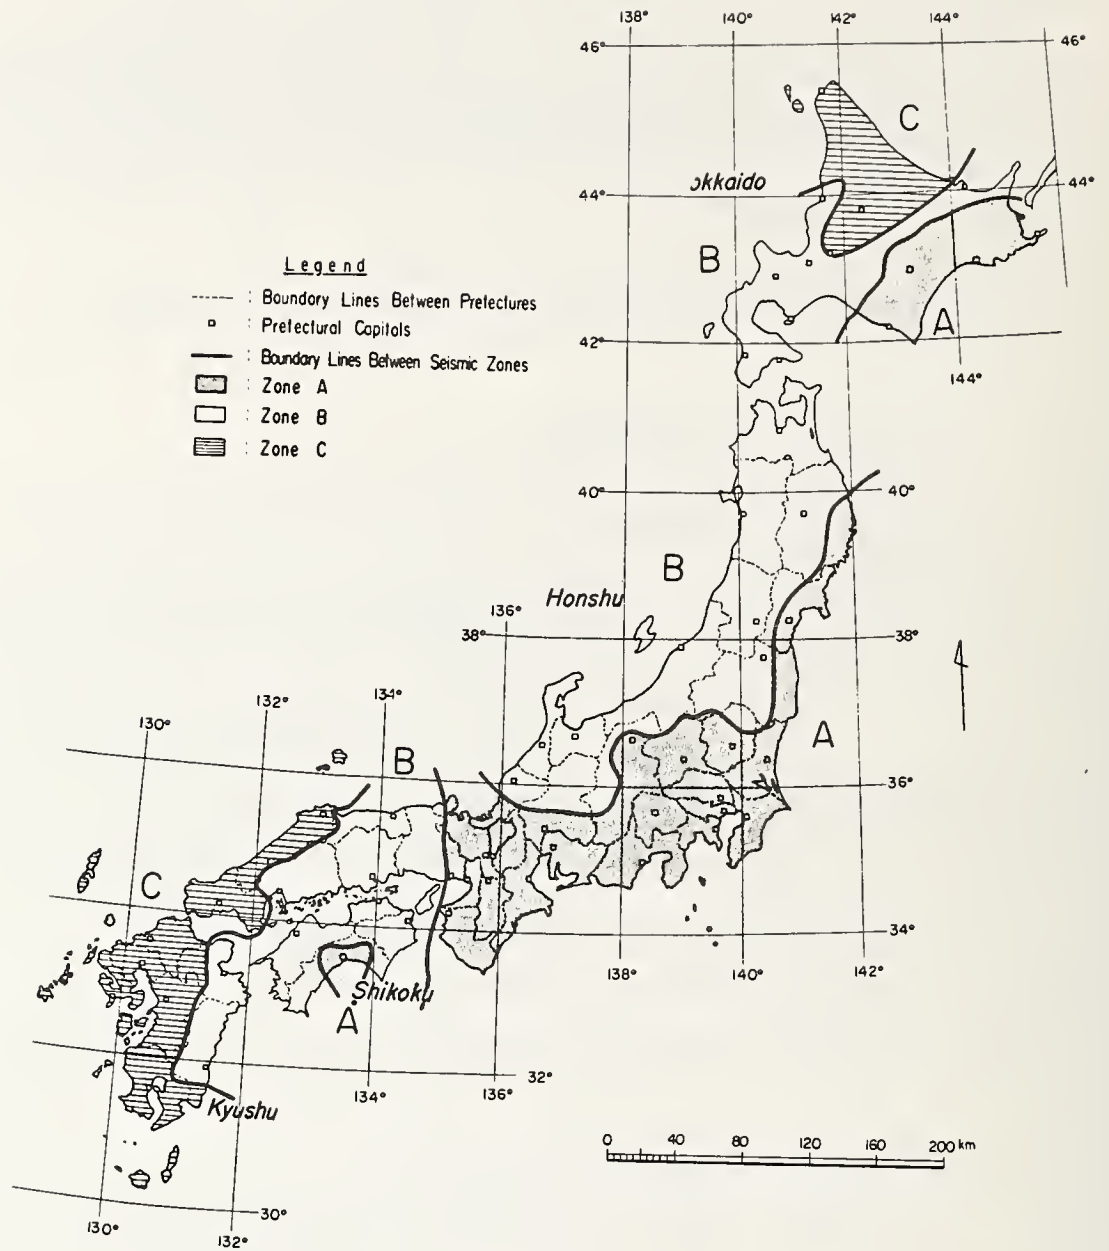 138° 140° 142° 144°
46° 46°
C
okkaido
44° 44°
B
Legend
Boundary Lines Between Prefectures
Prefectural Capitols
Boundary Lines Between Seismic Zones
: Zone A
: Zone B
: Zone C
A
42°
144°
40° 40°
B
Honshu
136°
38° 38°
134°
132°
130°
A
B
36°
C
34°
138° 140° 142°
Shikoku
A
32°
134° 136°
Kyushu
0 40 80 120 160 200 km
30°
130°
132°